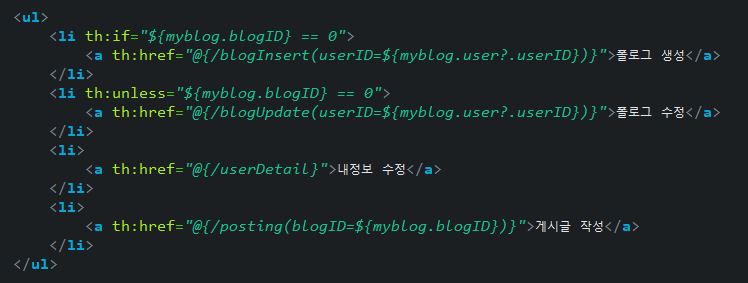 <ul>
    <li th:if="${myblog.blogID} == 0">
        <a th:href="@{/blogInsert(userID=${myblog.user?.userID})}">폴로그 생성</a>
    </li>
    <li th:unless="${myblog.blogID} == 0">
        <a th:href="@{/blogUpdate(userID=${myblog.user?.userID})}">폴로그 수정</a>
    </li>
    <li>
        <a th:href="@{/userDetail}">내정보 수정</a>
    </li>
    <li>
        <a th:href="@{/posting(blogID=${myblog.blogID})}">게시글 작성</a>
    </li>
</ul>